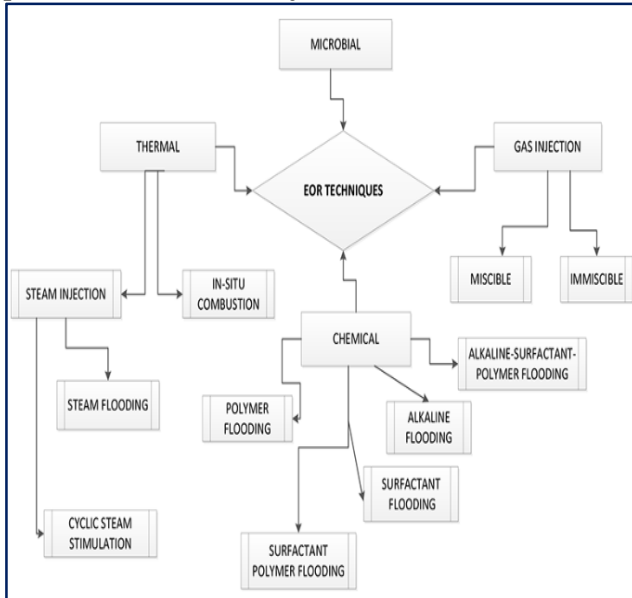 MICROBIAL
THERMAL
GAS INJECTION
EOR TECHNIQUES
STEAM INJECTION
IN-SITU
COMBUSTION
MISCIBLE
IMMISCIBLE
CHEMICAL
ALKALINE-SURFACTANT-
POLYMER FLOODING
STEAM FLOODING
POLYMER
FLOODING
ALKALINE
FLOODING
SURFACTANT
FLOODING
CYCLIC STEAM
STIMULATION
SURFACTANT
POLYMER FLOODING